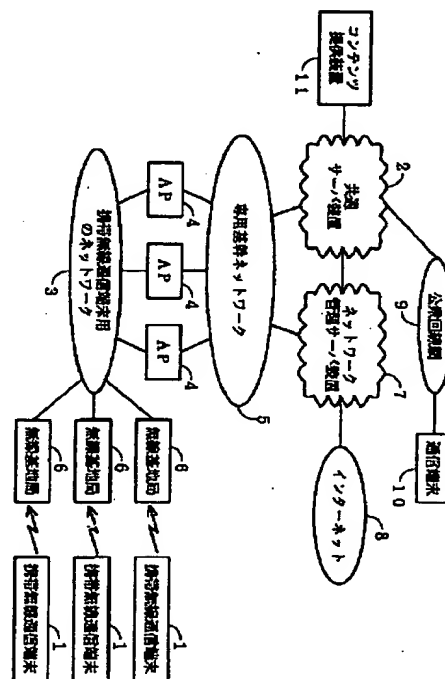 9
公衆回線網
通信端末
10
2
コンテンツ
提供装置
11
共通
サーバ装置
7
ネットワーク
管理サーバ装置
インターネット
8
専用基幹ネットワーク
5
AP
4
AP
4
AP
4
携帯無線通信端末用
のネットワーク
3
6
無線基地局
携帯無線通信端末
1
6
無線基地局
携帯無線通信端末
1
6
無線基地局
携帯無線通信端末
1